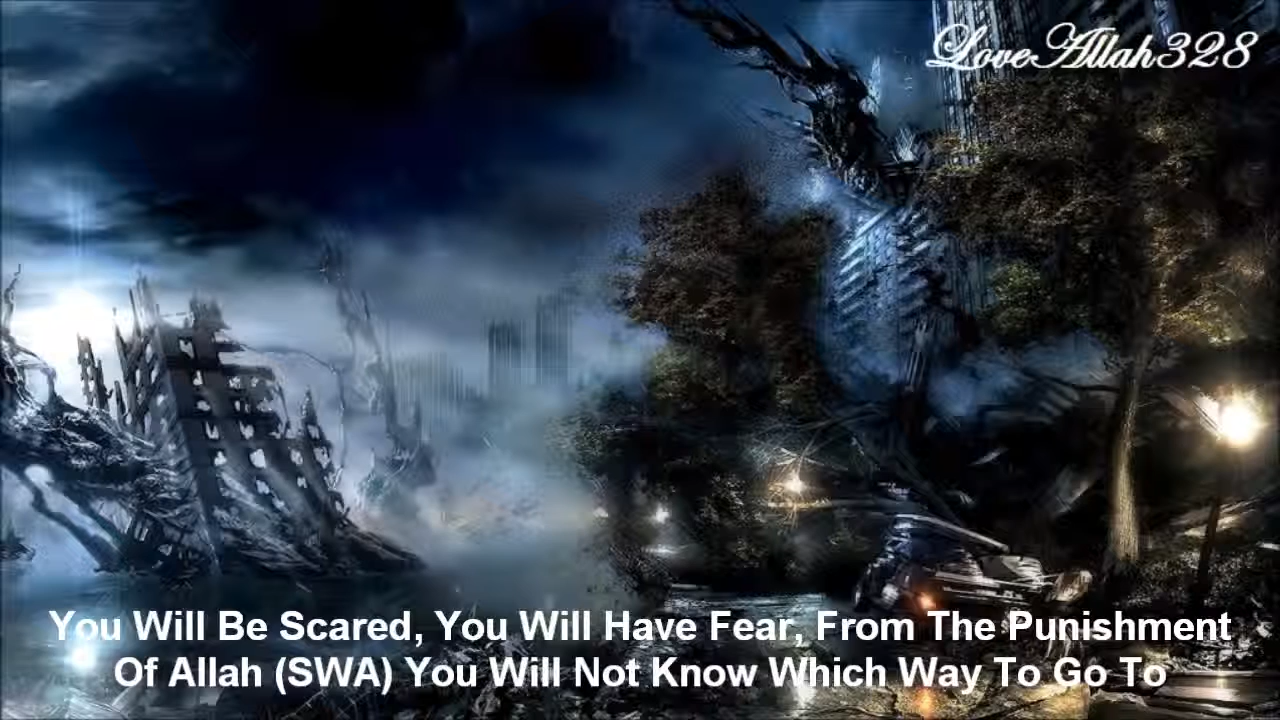 LoveAllah328
You Will Be Scared, You Will Have Fear, From The Punishment
Of Allah (SWA) You Will Not Know Which Way To Go To